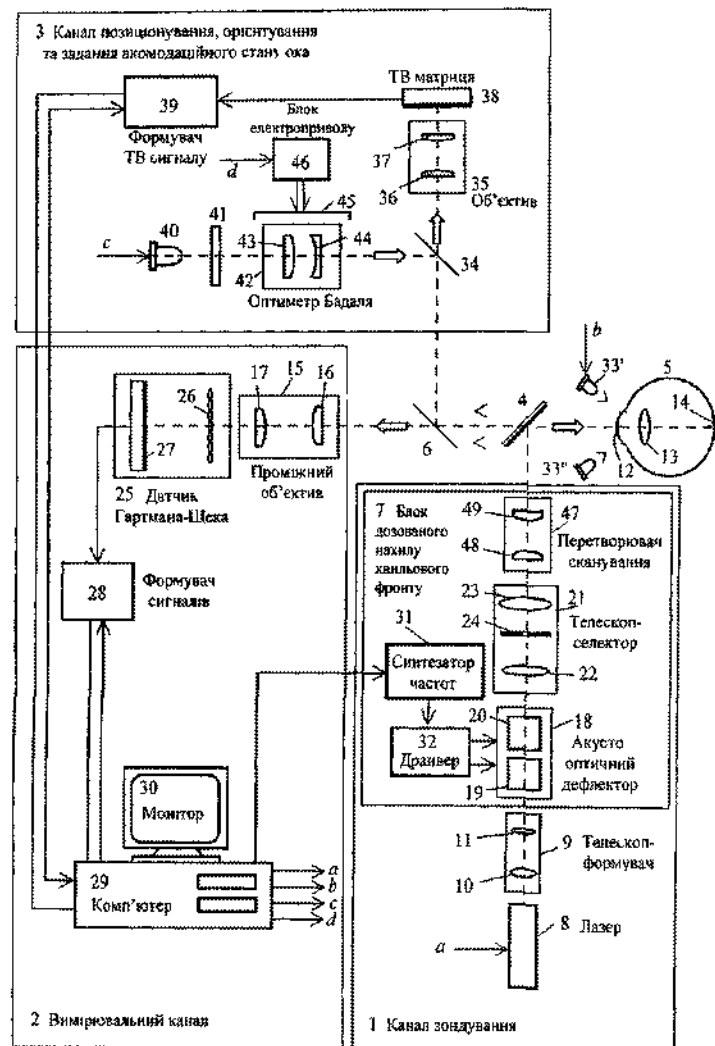 3 Канал позиціонування, орієнтування
та задання акомодаційного стану ока
ТВ матриця
38
39
Формувач
ТВ сигналу
Блок
електроприводу
d
46
37
36
35
Об'єктив
45
41
40
c
43
44
42
34
Оптиметр Бадаля
b
33'
5
14
13
12
33"
4
6
15
17
16
26
27
Проміжний
об'єктив
25 Датчик
Гартмана-Шека
28
Формувач
сигналів
7 Блок
дозованого
нахилу
хвильового
фронту
49
47
48
Перетворювач
сканування
23
21
24
Телескоп-
селектор
22
31
Синтезатор
частот
20
18
32
Драйвер
Акусто
оптичний
дефлектор
19
30
Монітор
11
9
Телескоп-
формувач
10
29
Комп'ютер
a
b
c
d
8 Лазер
a
2 Вимірювальний канал
1 Канал зондування